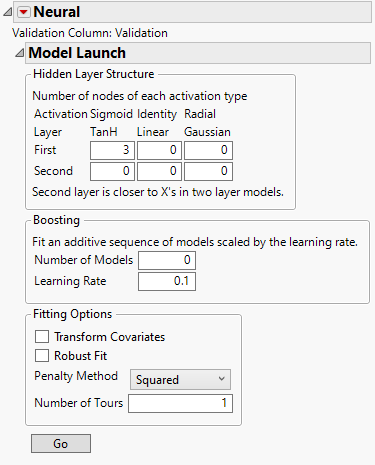 Neural
Validation Column: Validation
Model Launch
Hidden Layer Structure
Number of nodes of each activation type
Activation Sigmoid Identity Radial
Layer TanH Linear Gaussian
First 3 0 0
Second 0 0 0
Second layer is closer to X's in two layer models.
Boosting
Fit an additive sequence of models scaled by the learning rate.
Number of Models 0
Learning Rate 0.1
Fitting Options
Transform Covariates
Robust Fit
Penalty Method Squared
Number of Tours 1
Go